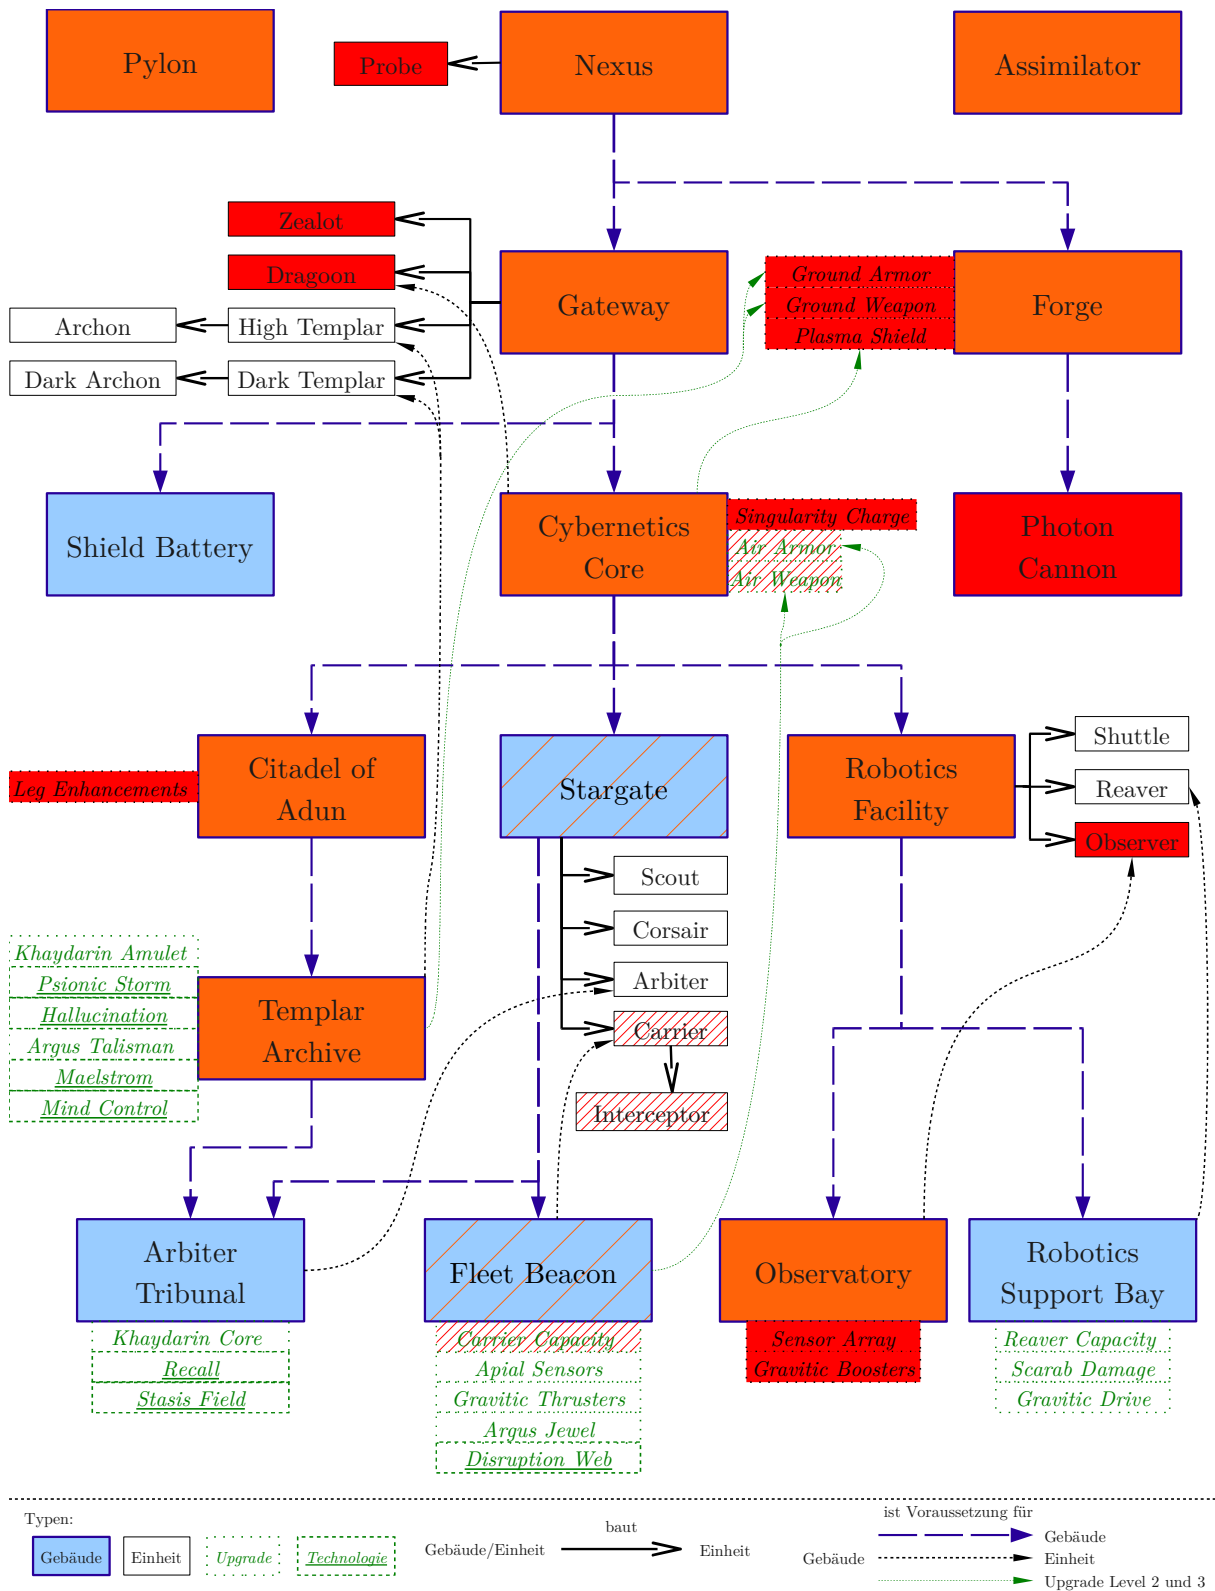 Pylon
Probe
Nexus
Assimilator
Zealot
Dragoon
Archon
High Templar
Dark Archon
Dark Templar
Gateway
Ground Armor
Ground Weapon
Plasma Shield
Forge
Shield Battery
Cybernetics
Core
Singularity Charge
Air Armor
Air Weapon
Photon
Cannon
Leg Enhancements
Citadel of
Adun
Stargate
Robotics
Facility
Shuttle
Reaver
Observer
Scout
Corsair
Arbiter
Carrier
Interceptor
Khaydarin Amulet
Psionic Storm
Hallucination
Argus Talisman
Maelstrom
Mind Control
Templar
Archive
Arbiter
Tribunal
Khaydarin Core
Recall
Stasis Field
Fleet Beacon
Carrier Capacity
Apial Sensors
Gravitic Thrusters
Argus Jewel
Disruption Web
Observatory
Sensor Array
Gravitic Boosters
Robotics
Support Bay
Reaver Capacity
Scarab Damage
Gravitic Drive
Typen:
Gebäude
Einheit
Upgrade
Technologie
Gebäude/Einheit
baut
Einheit
ist Voraussetzung für
Gebäude
Gebäude
Einheit
Upgrade Level 2 und 3